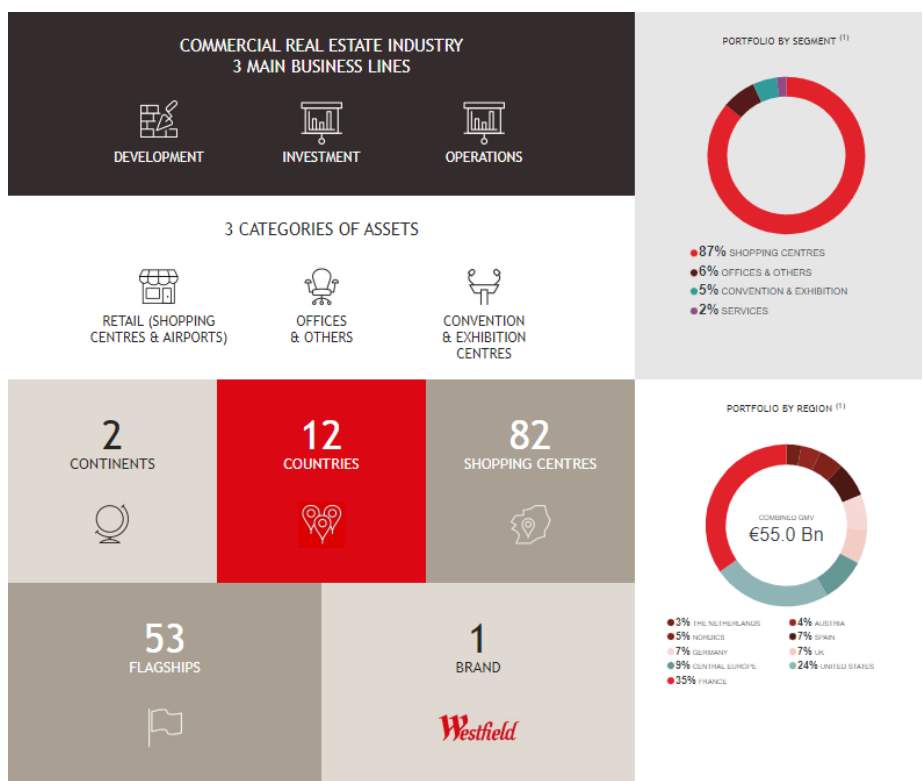 COMMERCIAL REAL ESTATE INDUSTRY
3 MAIN BUSINESS LINES
DEVELOPMENT
INVESTMENT
OPERATIONS
3 CATEGORIES OF ASSETS
RETAIL (SHOPPING
CENTRES & AIRPORTS)
OFFICES
& OTHERS
CONVENTION
& EXHIBITION
CENTRES
2
CONTINENTS
12
COUNTRIES
82
SHOPPING CENTRES
53
FLAGSHIPS
1
BRAND
Westfield
PORTFOLIO BY SEGMENT (1)
87% SHOPPING CENTRES
6% OFFICES & OTHERS
5% CONVENTION & EXHIBITION
2% SERVICES
PORTFOLIO BY REGION (1)
COMBINED GMV
€55.0 Bn
3% THE NETHERLANDS
4% AUSTRIA
5% NORDICS
7% SPAIN
7% GERMANY
7% UK
9% CENTRAL EUROPE
24% UNITED STATES
35% FRANCE